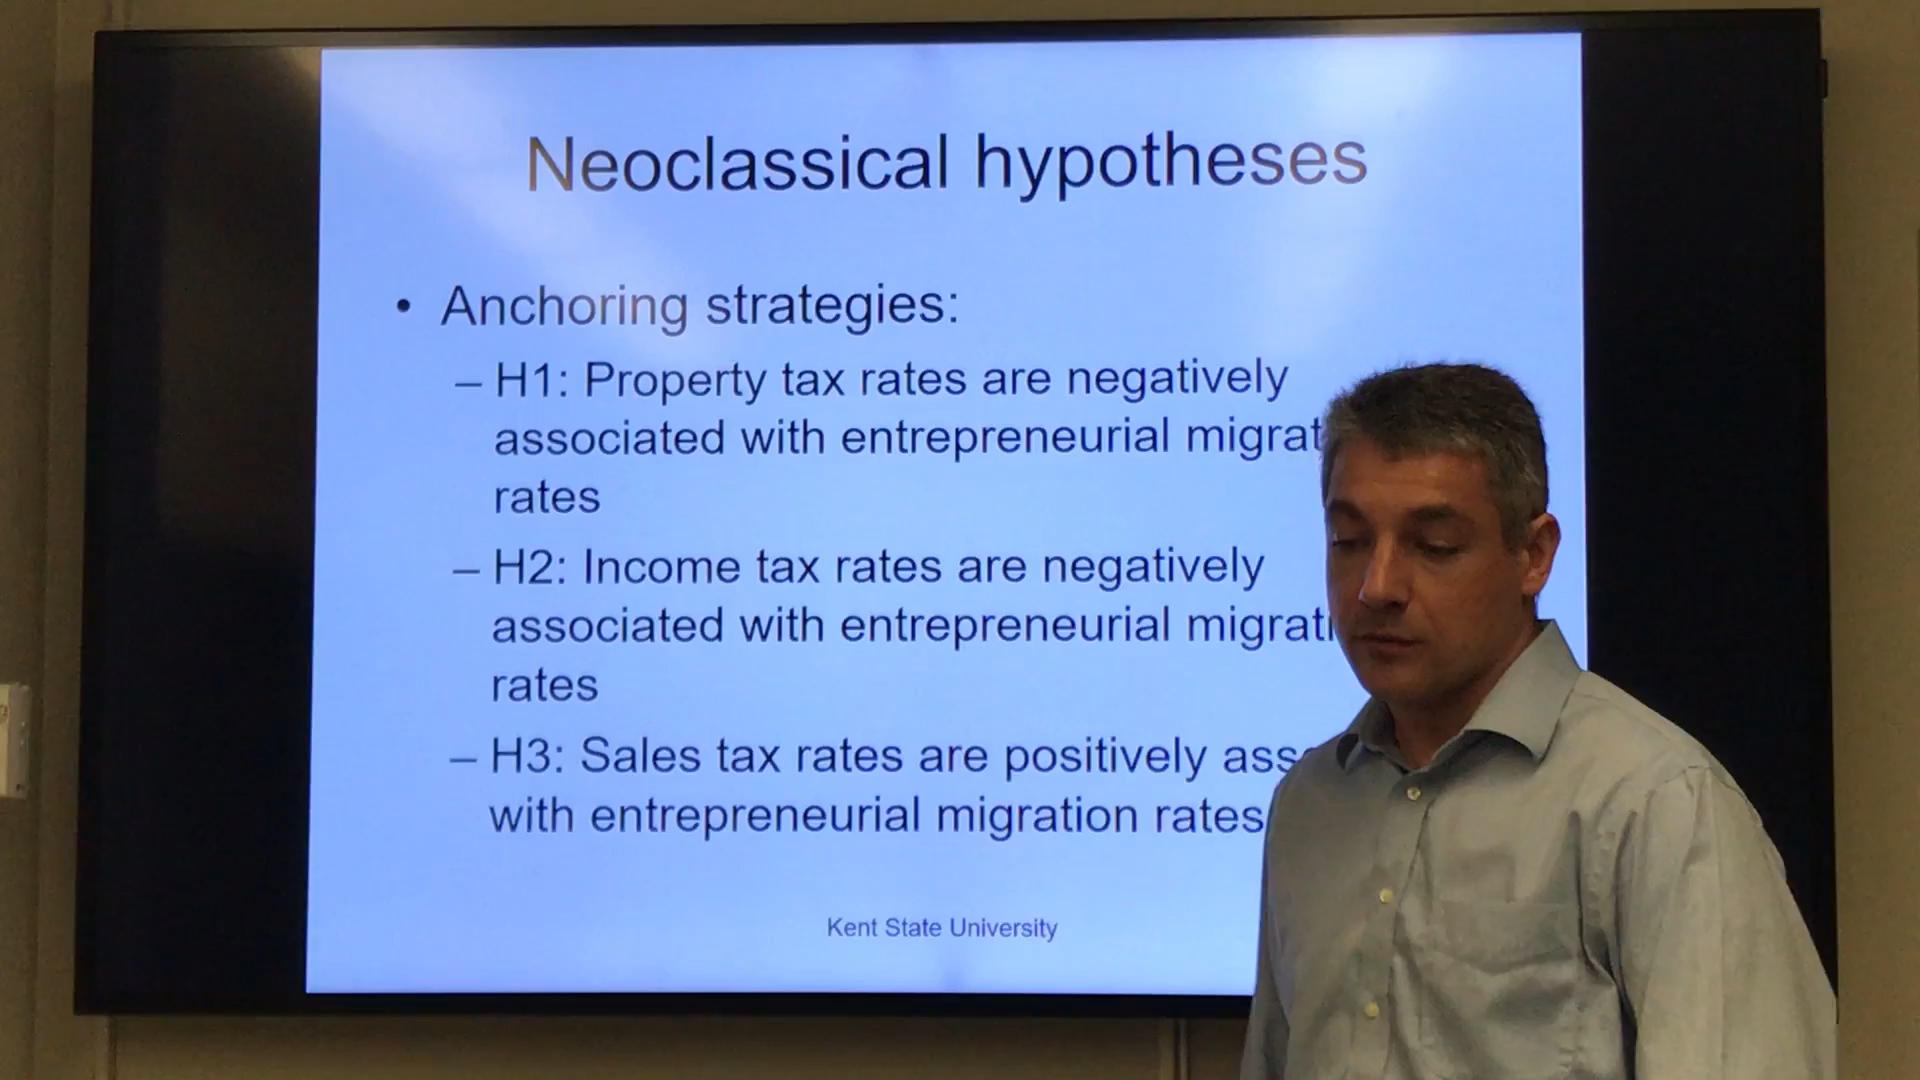 Neoclassical hypotheses
• Anchoring strategies:
– H1: Property tax rates are negatively
associated with entrepreneurial
rates
– H2: Income tax rates are negatively
associated with entrepreneurial
rates
– H3: Sales tax rates are positively
with entrepreneurial migration rates
Kent State University